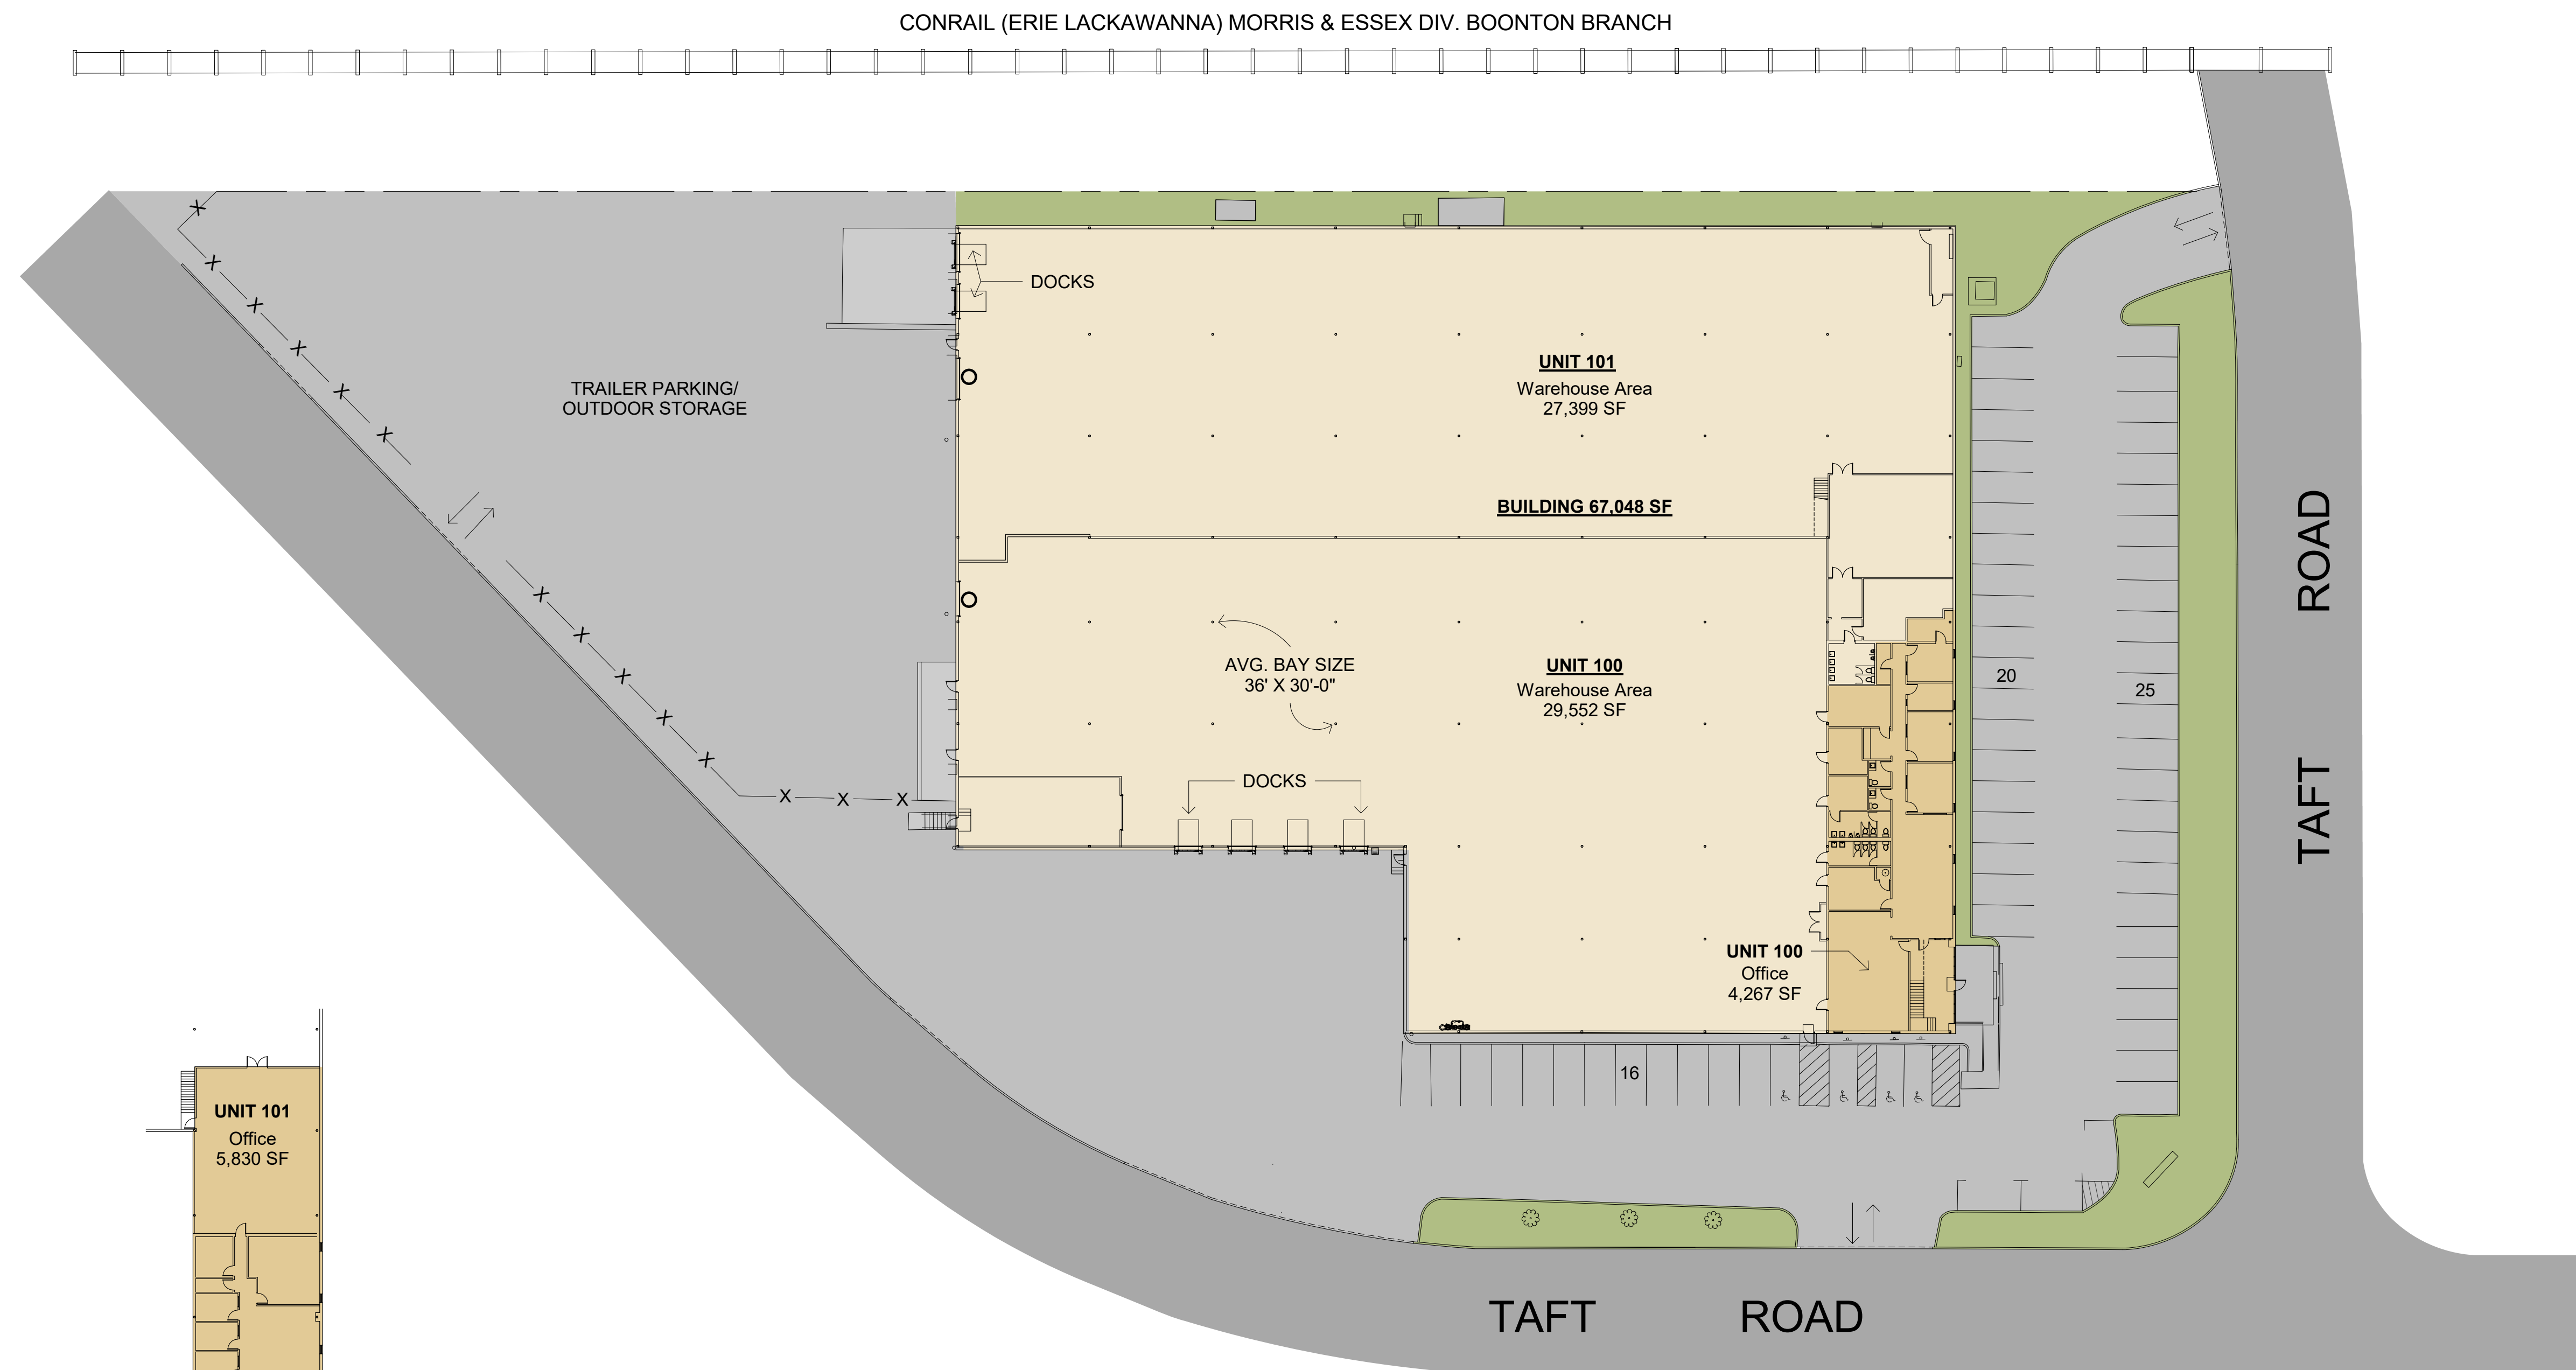 CONRAIL (ERIE LACKAWANNA) MORRIS & ESSEX DIV. BOONTON BRANCH
DOCKS
TRAILER PARKING/
OUTDOOR STORAGE
UNIT 101
Warehouse Area
27,399 SF
BUILDING 67,048 SF
AVG. BAY SIZE
36' X 30'-0"
UNIT 100
Warehouse Area
29,552 SF
DOCKS
UNIT 100
Office
4,267 SF
20
25
16
TAFT ROAD
UNIT 101
Office
5,830 SF
TAFT ROAD